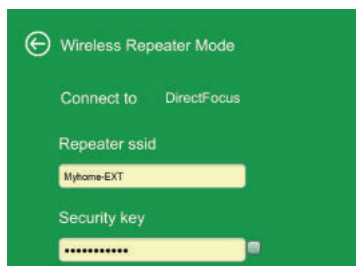 Wireless Repeater Mode
Connect to DirectFocus
Repeater ssid
Myhome-EXT
Security key
•••••••••••